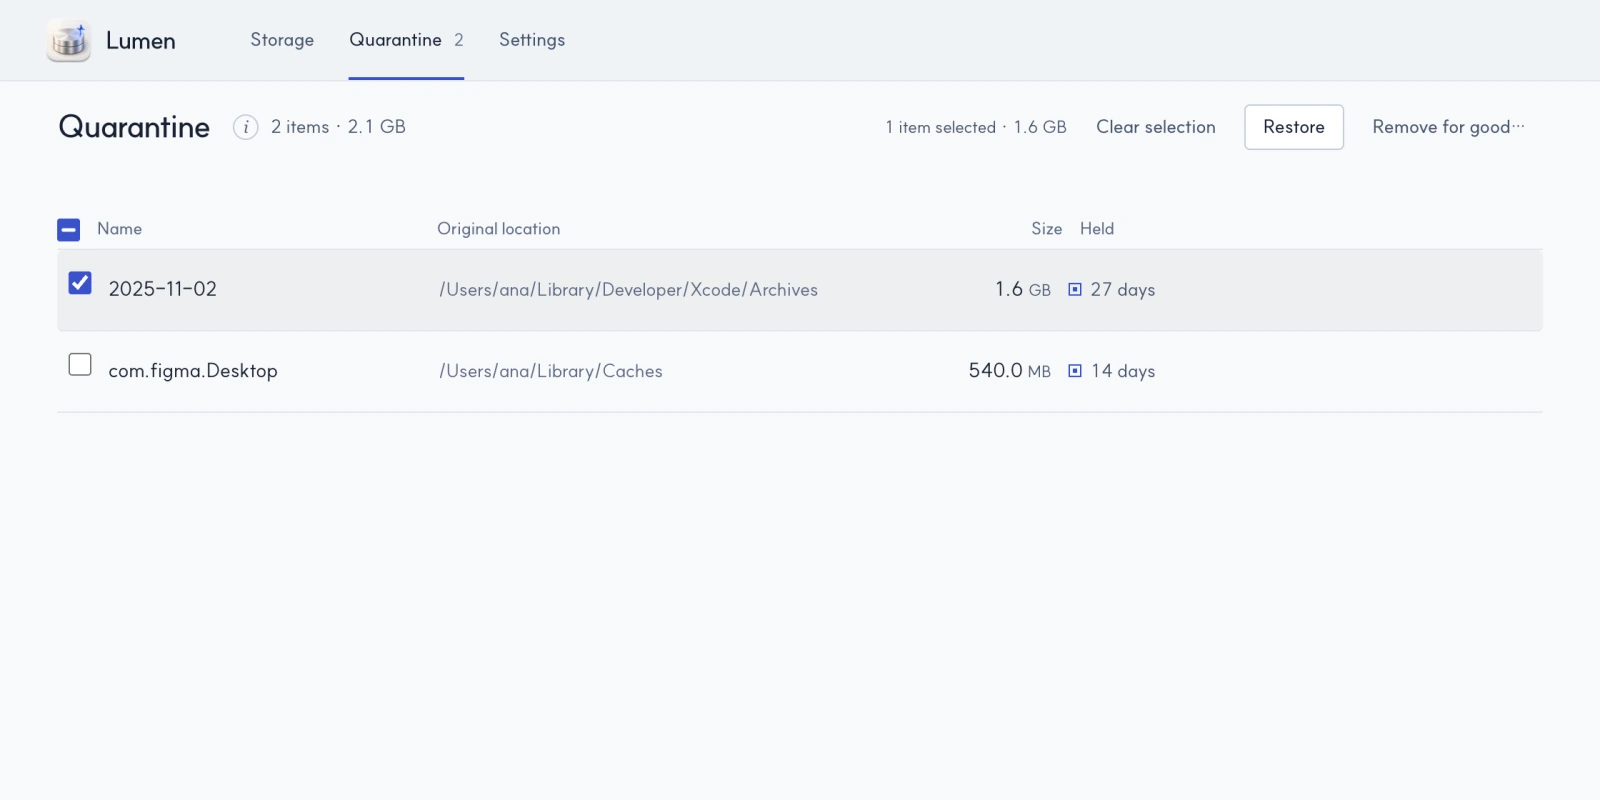 Lumen Storage Quarantine 2 Settings
Quarantine i 2 items · 2.1 GB 1 item selected · 1.6 GB Clear selection Restore Remove for good…
Name Original location Size Held
2025-11-02 /Users/ana/Library/Developer/Xcode/Archives 1.6 GB 27 days
com.figma.Desktop /Users/ana/Library/Caches 540.0 MB 14 days